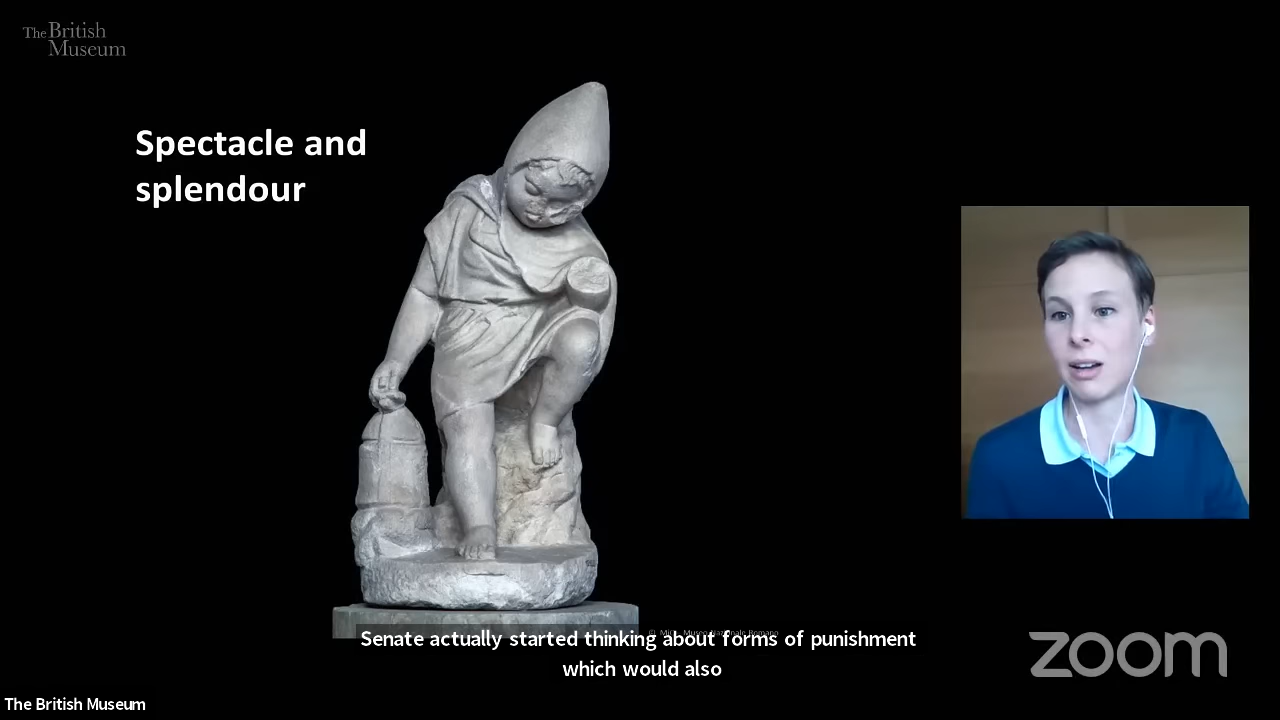 The British
Museum
Spectacle and
splendour
Senate actually started thinking about forms of punishment
which would also
zoom
The British Museum